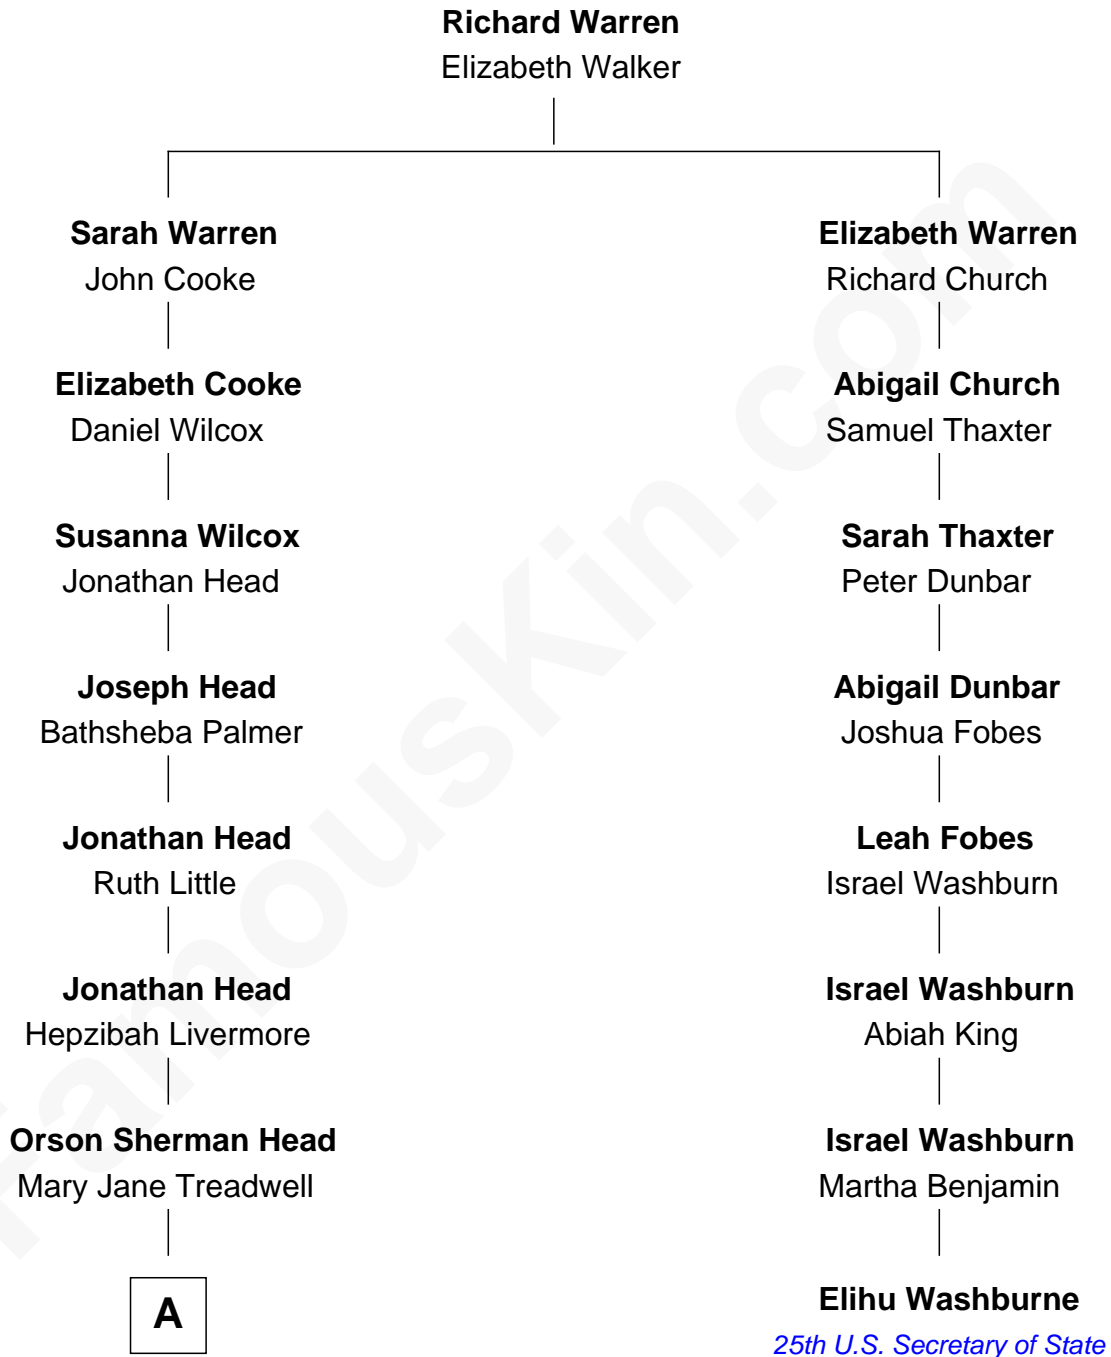 Richard Warren
Elizabeth Walker
Sarah Warren
John Cooke
Elizabeth Warren
Richard Church
Elizabeth Cooke
Daniel Wilcox
Abigail Church
Samuel Thaxter
Susanna Wilcox
Jonathan Head
Sarah Thaxter
Peter Dunbar
Joseph Head
Bathsheba Palmer
Abigail Dunbar
Joshua Fobes
Jonathan Head
Ruth Little
Leah Fobes
Israel Washburn
Jonathan Head
Hepzibah Livermore
Israel Washburn
Abiah King
Orson Sherman Head
Mary Jane Treadwell
Israel Washburn
Martha Benjamin
A
Elihu Washburne
25th U.S. Secretary of State
FamousKin.com